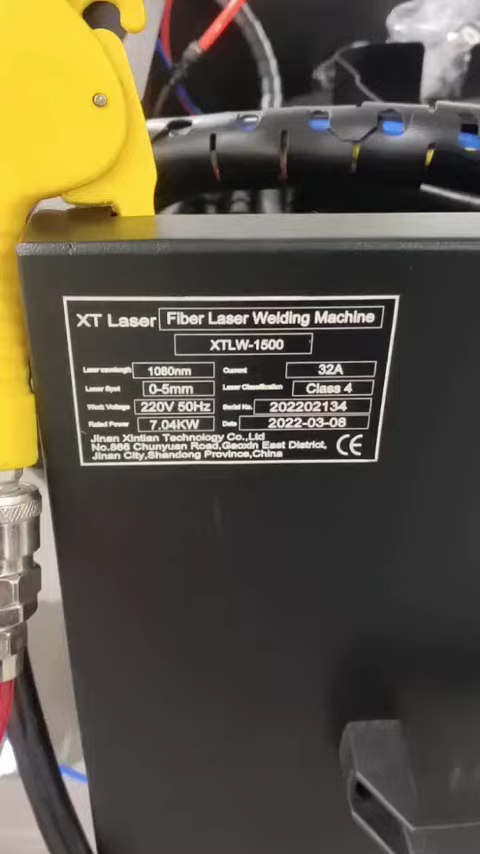 XT Laser Fiber Laser Welding Machine
XTLW-1500
Laser wavelength 1080nm Current 32A
Laser Spot 0-5mm Laser Classification Class 4
Work Voltage 220V 50Hz Serial No. 202202134
Rated Power 7.04KW Date 2022-03-08
Jinan Xintian Technology Co.,Ltd
No.866 Chunyuan Road,Gaoxin East District,
Jinan City,Shandong Province,China
CE